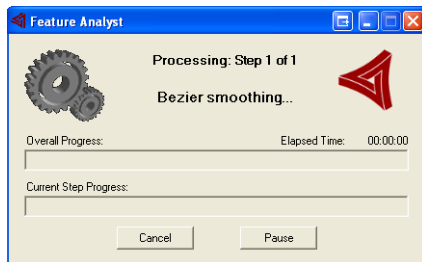 Feature Analyst
Processing: Step 1 of 1
Bezier smoothing...
Overall Progress: Elapsed Time: 00:00:00
Current Step Progress:
Cancel Pause